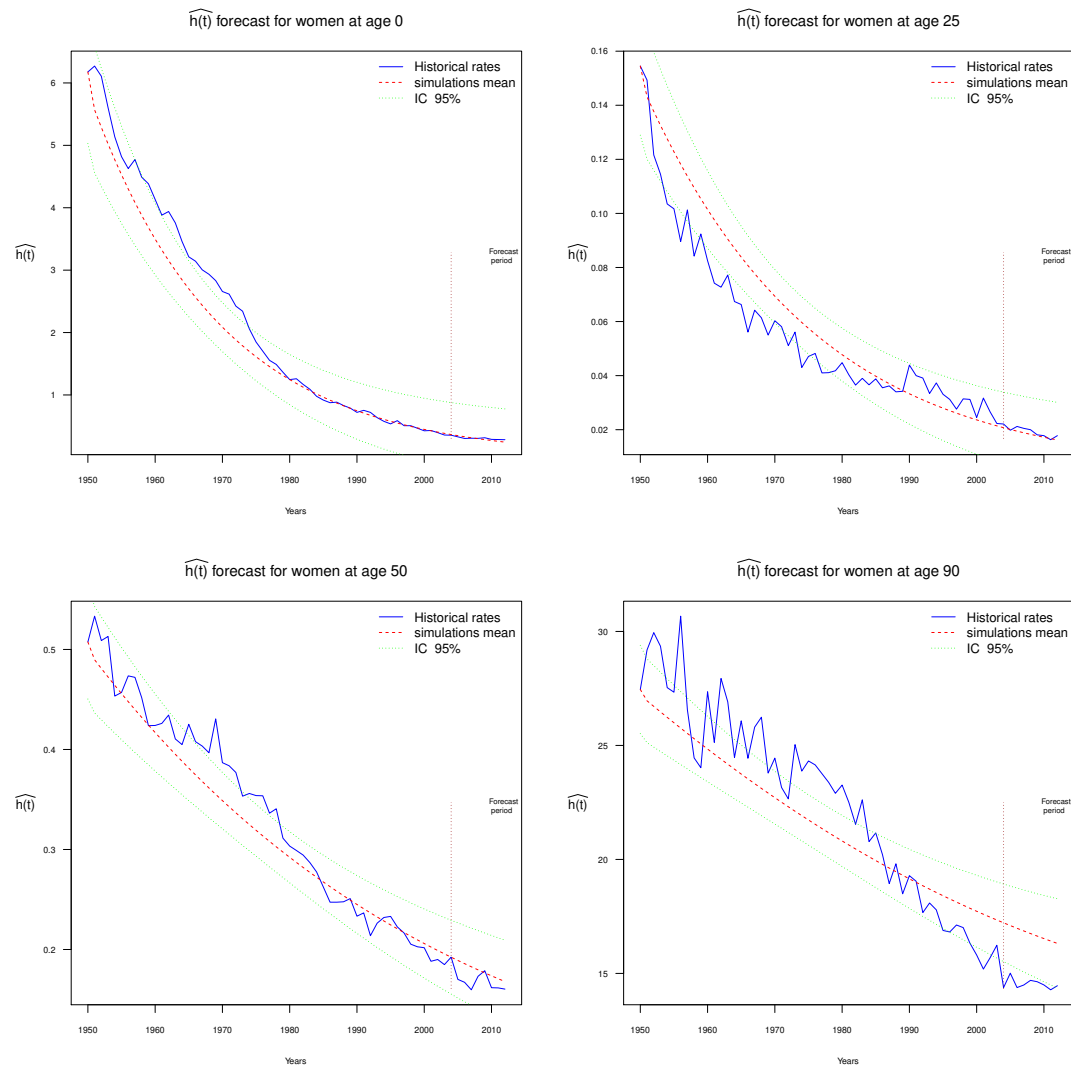 h(t) forecast for women at age 0
Historical rates
simulations mean
IC 95%
6
5
4
3
2
1
h(t)
Forecast
period
1950
1960
1970
1980
1990
2000
2010
Years
h(t) forecast for women at age 25
Historical rates
simulations mean
IC 95%
0.16
0.14
0.12
0.10
0.08
0.06
0.04
0.02
h(t)
Forecast
period
1950
1960
1970
1980
1990
2000
2010
Years
h(t) forecast for women at age 50
Historical rates
simulations mean
IC 95%
0.5
0.4
0.3
0.2
h(t)
Forecast
period
1950
1960
1970
1980
1990
2000
2010
Years
h(t) forecast for women at age 90
Historical rates
simulations mean
IC 95%
30
25
20
15
h(t)
Forecast
period
1950
1960
1970
1980
1990
2000
2010
Years